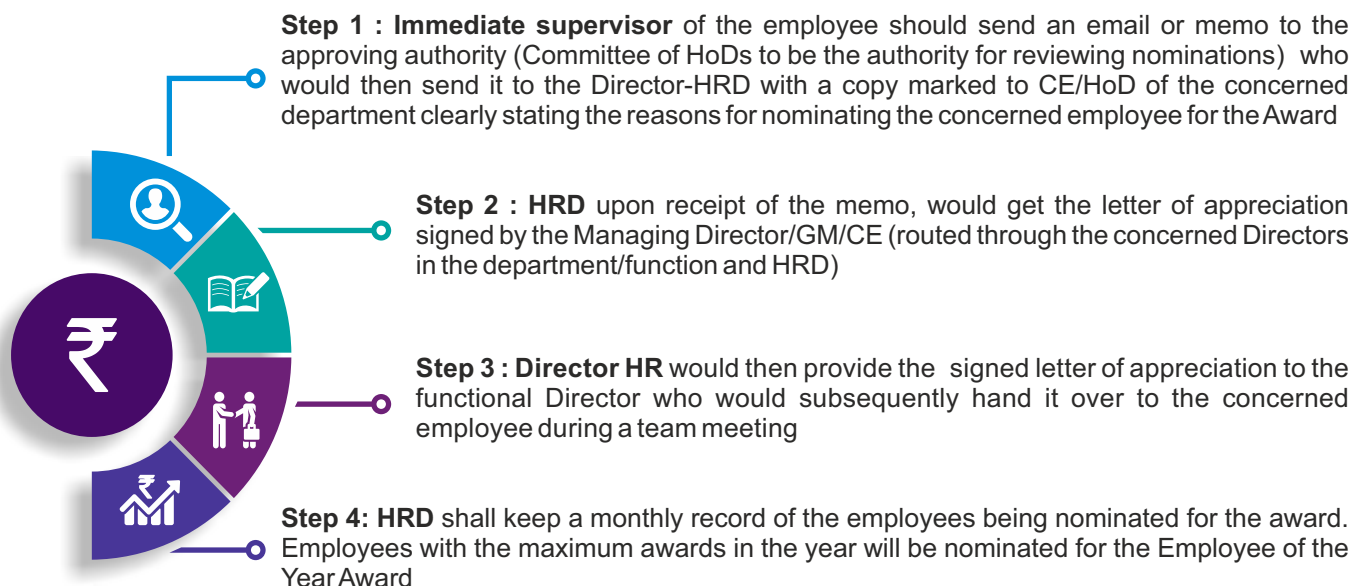 Step 1 : Immediate supervisor of the employee should send an email or memo to the
approving authority (Committee of HoDs to be the authority for reviewing nominations) who
would then send it to the Director-HRD with a copy marked to CE/HoD of the concerned
department clearly stating the reasons for nominating the concerned employee for the Award
Step 2 : HRD upon receipt of the memo, would get the letter of appreciation
signed by the Managing Director/GM/CE (routed through the concerned Directors
in the department/function and HRD)
₹
Step 3 : Director HR would then provide the signed letter of appreciation to the
functional Director who would subsequently hand it over to the concerned
employee during a team meeting
₹
Step 4: HRD shall keep a monthly record of the employees being nominated for the award.
Employees with the maximum awards in the year will be nominated for the Employee of the
Year Award